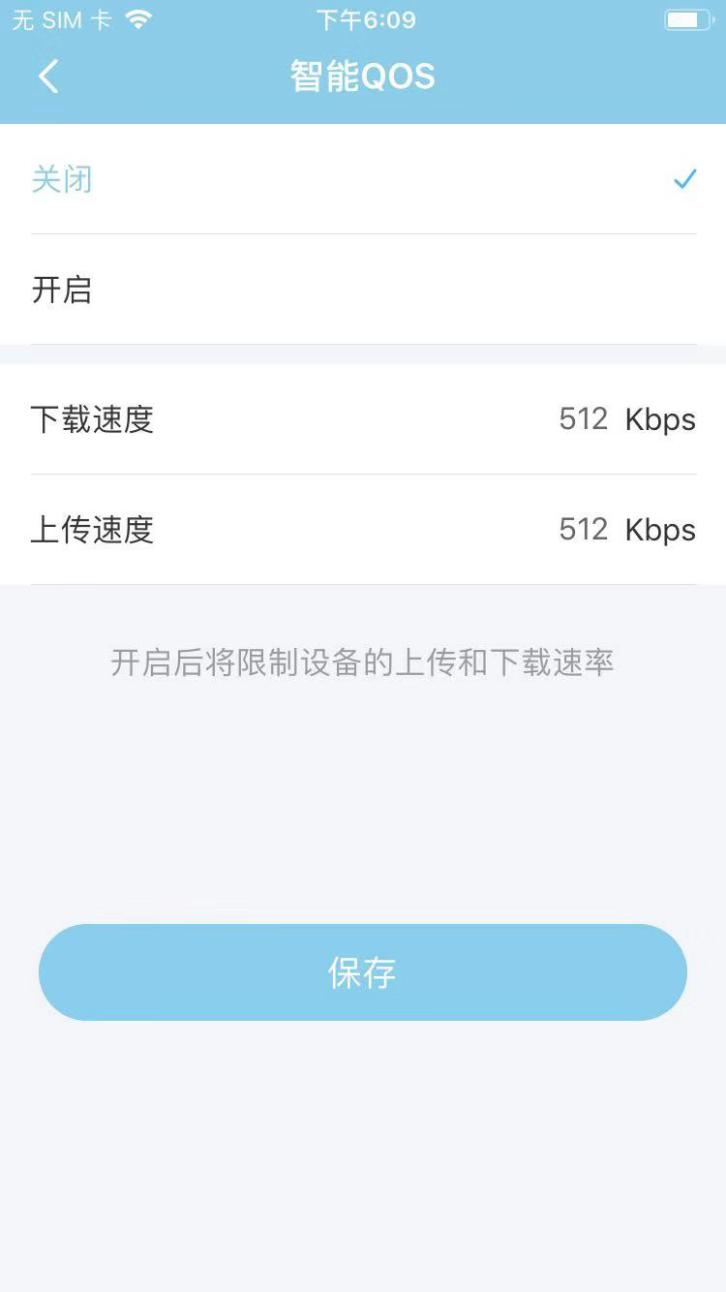 无 SIM 卡 下午6:09
智能QOS
关闭
开启
下载速度 512 Kbps
上传速度 512 Kbps
开启后将限制设备的上传和下载速率
保存